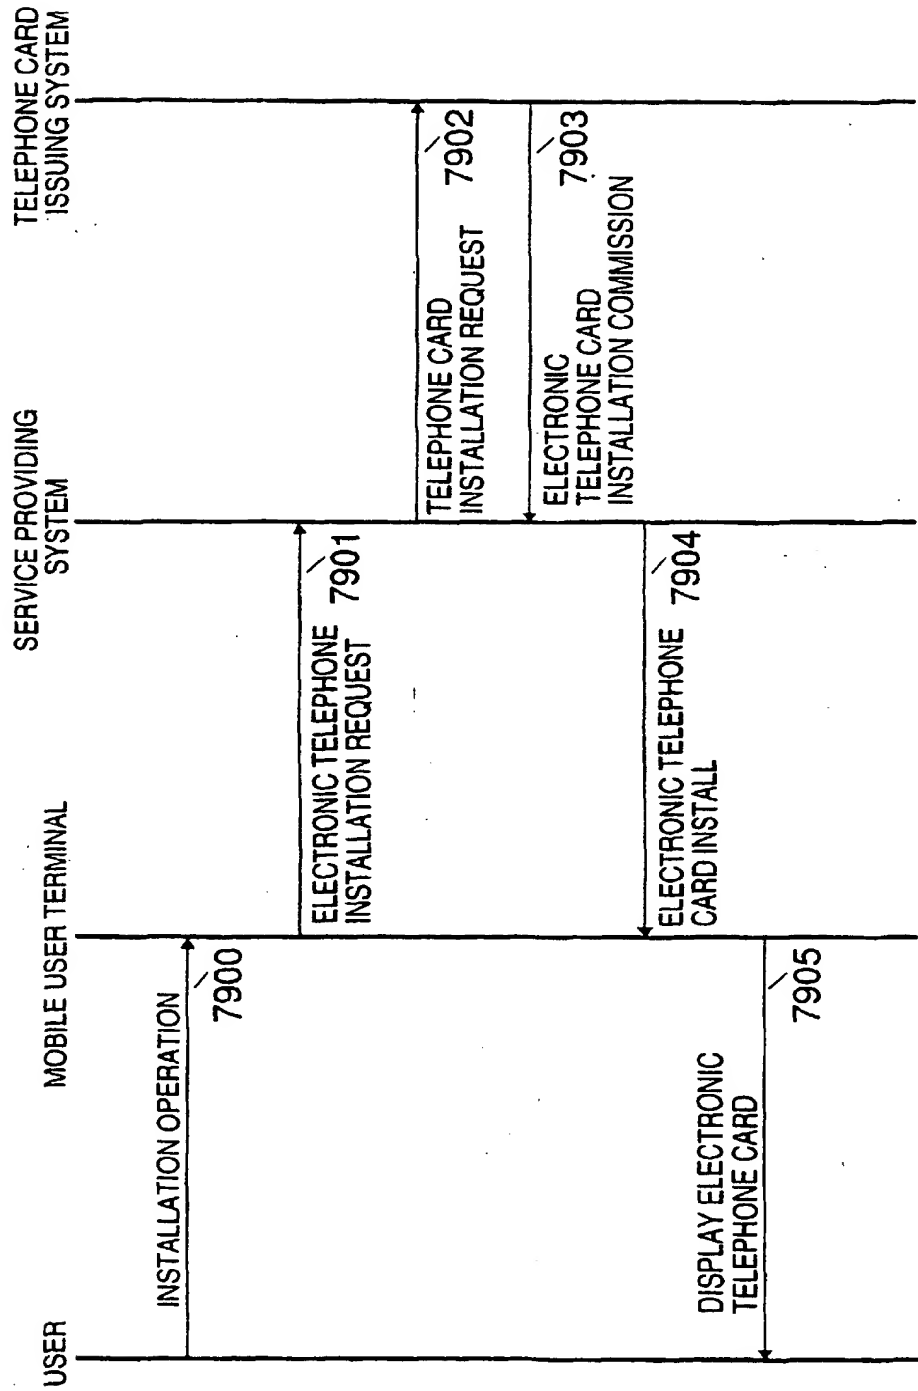 USER
MOBILE USER TERMINAL
SERVICE PROVIDING
SYSTEM
TELEPHONE CARD
ISSUING SYSTEM
INSTALLATION OPERATION
7900
ELECTRONIC TELEPHONE
INSTALLATION REQUEST
7901
TELEPHONE CARD
INSTALLATION REQUEST
7902
ELECTRONIC
TELEPHONE CARD
INSTALLATION COMMISSION
7903
ELECTRONIC TELEPHONE
CARD INSTALL
7904
DISPLAY ELECTRONIC
TELEPHONE CARD
7905